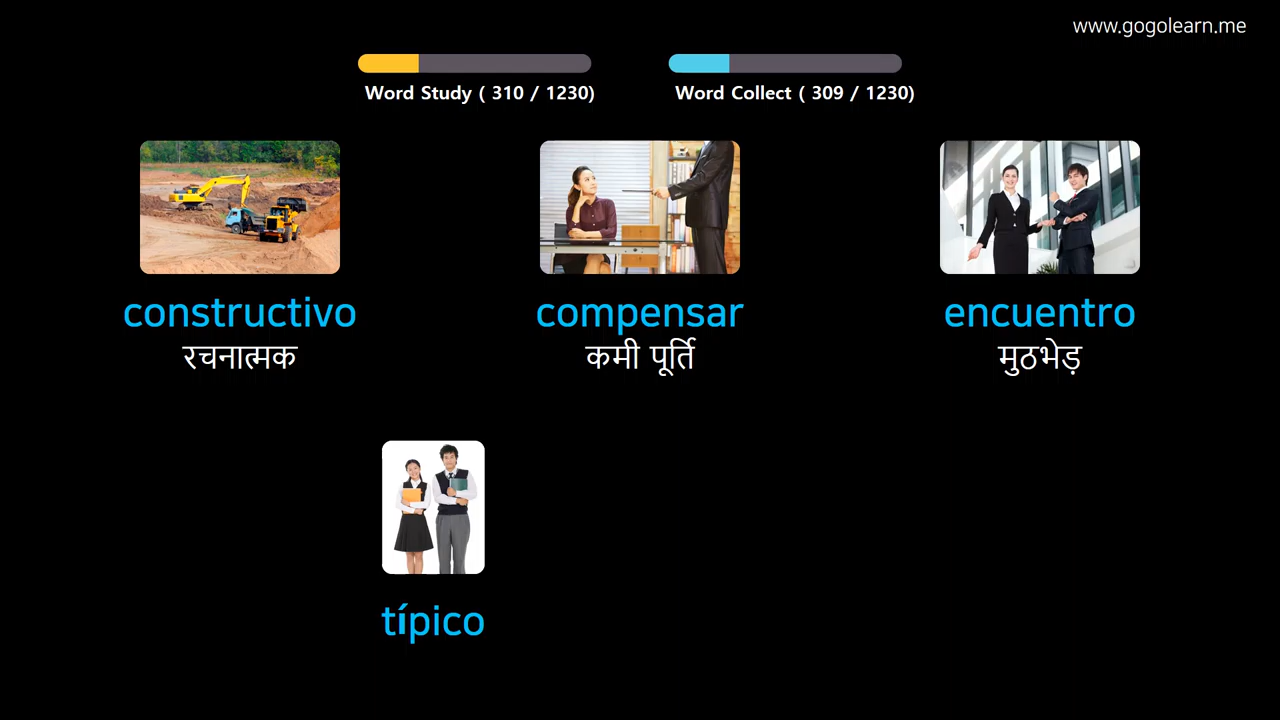 www.gogolearn.me
Word Study ( 310 / 1230)
Word Collect ( 309 / 1230)
constructivo
compensar
encuentro
रचनात्मक
कमी पूर्ति
मुठभेड़
típico